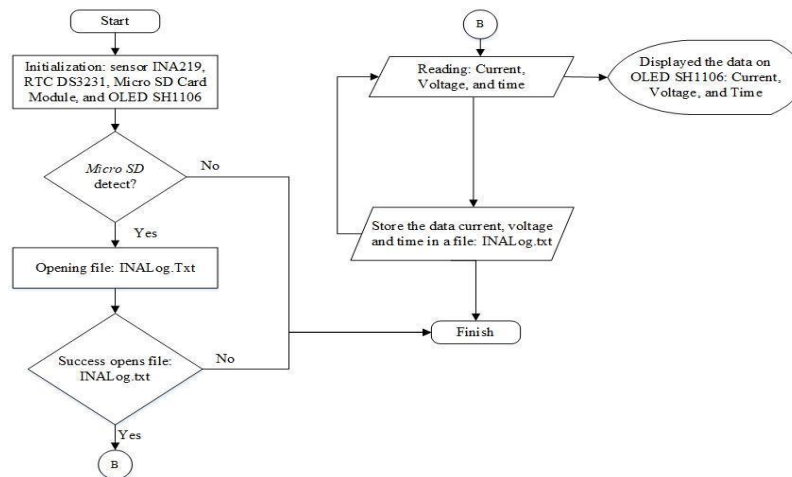 Start
Initialization: sensor INA219,
RTC DS3231, Micro SD Card
Module, and OLED SH1106
Micro SD
detect?
No
Yes
Opening file: INALog.Txt
Success opens file:
INALog.txt
No
Yes
B
B
Reading: Current,
Voltage, and time
Displayed the data on
OLED SH1106: Current,
Voltage, and Time
Store the data current, voltage
and time in a file: INALog.txt
Finish